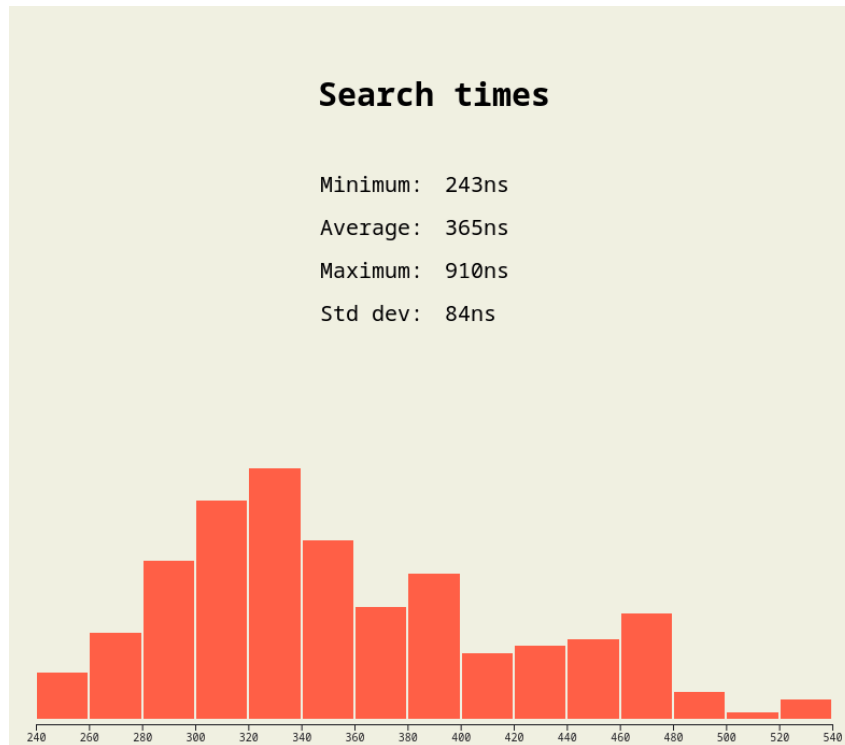 Search times
Minimum: 243ns
Average: 365ns
Maximum: 910ns
Std dev: 84ns
240 260 280 300 320 340 360 380 400 420 440 460 480 500 520 540